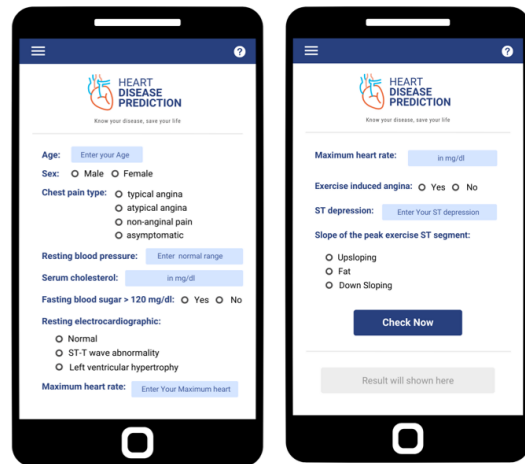 ?
HEART
DISEASE
PREDICTION
Know your disease, save your life
Age: Enter your Age
Sex: Male Female
Chest pain type: typical angina
atypical angina
non-anginal pain
asymptomatic
Resting blood pressure: Enter normal range
Serum cholesterol: in mg/dl
Fasting blood sugar > 120 mg/dl: Yes No
Resting electrocardiographic:
Normal
ST-T wave abnormality
Left ventricular hypertrophy
Maximum heart rate: Enter Your Maximum heart
?
HEART
DISEASE
PREDICTION
Know your disease, save your life
Maximum heart rate: in mg/dl
Exercise induced angina: Yes No
ST depression: Enter Your ST depression
Slope of the peak exercise ST segment:
Upsloping
Fat
Down Sloping
Check Now
Result will shown here